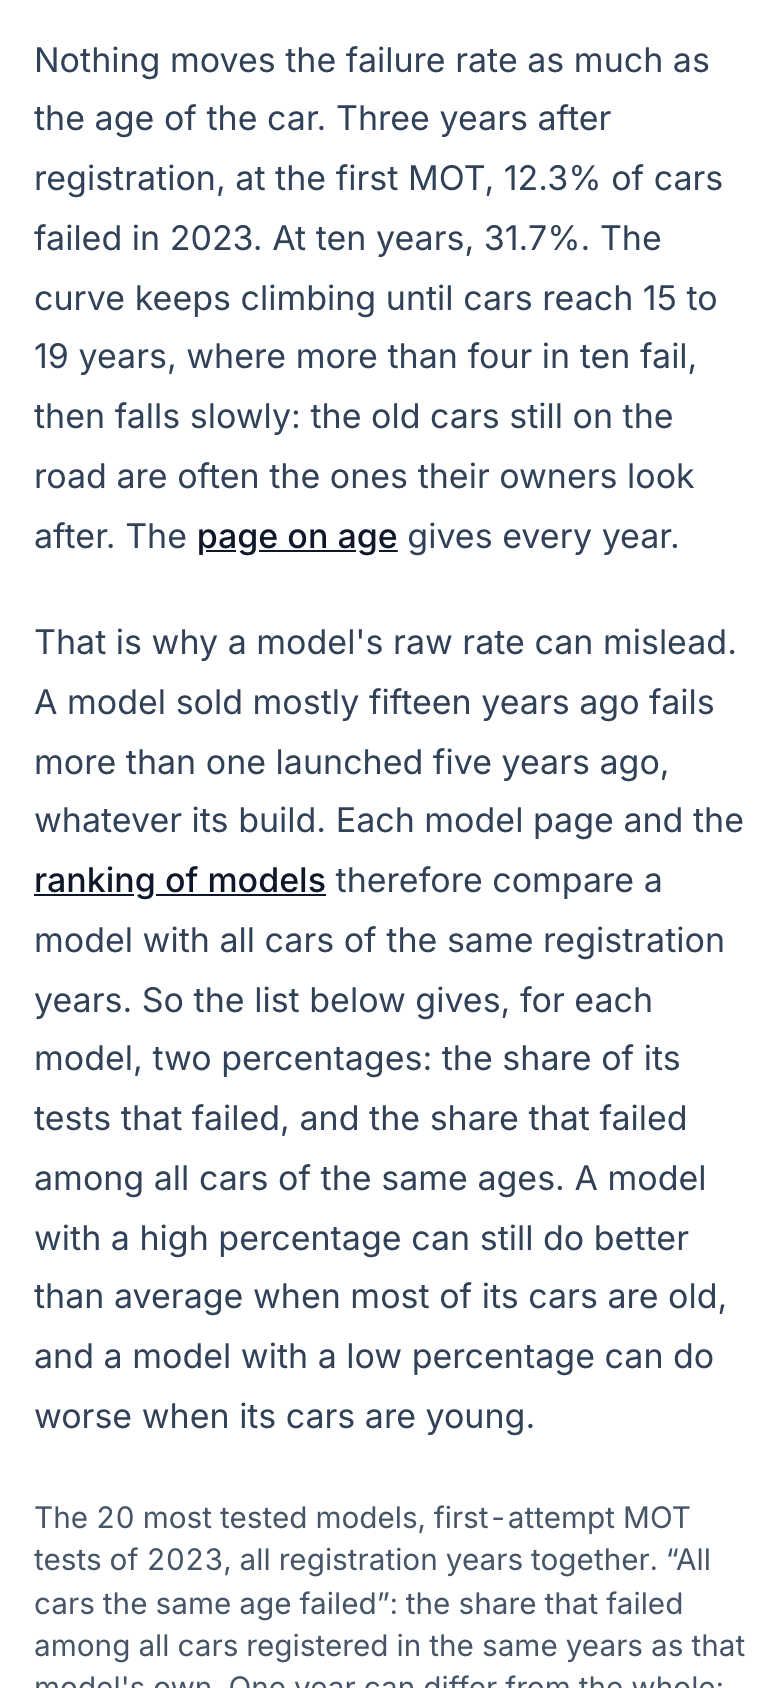 Nothing moves the failure rate as much as
the age of the car. Three years after
registration, at the first MOT, 12.3% of cars
failed in 2023. At ten years, 31.7%. The
curve keeps climbing until cars reach 15 to
19 years, where more than four in ten fail,
then falls slowly: the old cars still on the
road are often the ones their owners look
after. The page on age gives every year.
That is why a model's raw rate can mislead.
A model sold mostly fifteen years ago fails
more than one launched five years ago,
whatever its build. Each model page and the
ranking of models therefore compare a
model with all cars of the same registration
years. So the list below gives, for each
model, two percentages: the share of its
tests that failed, and the share that failed
among all cars of the same ages. A model
with a high percentage can still do better
than average when most of its cars are old,
and a model with a low percentage can do
worse when its cars are young.
The 20 most tested models, first-attempt MOT
tests of 2023, all registration years together. “All
cars the same age failed”: the share that failed
among all cars registered in the same years as that
model's own. One year can differ from the whole: